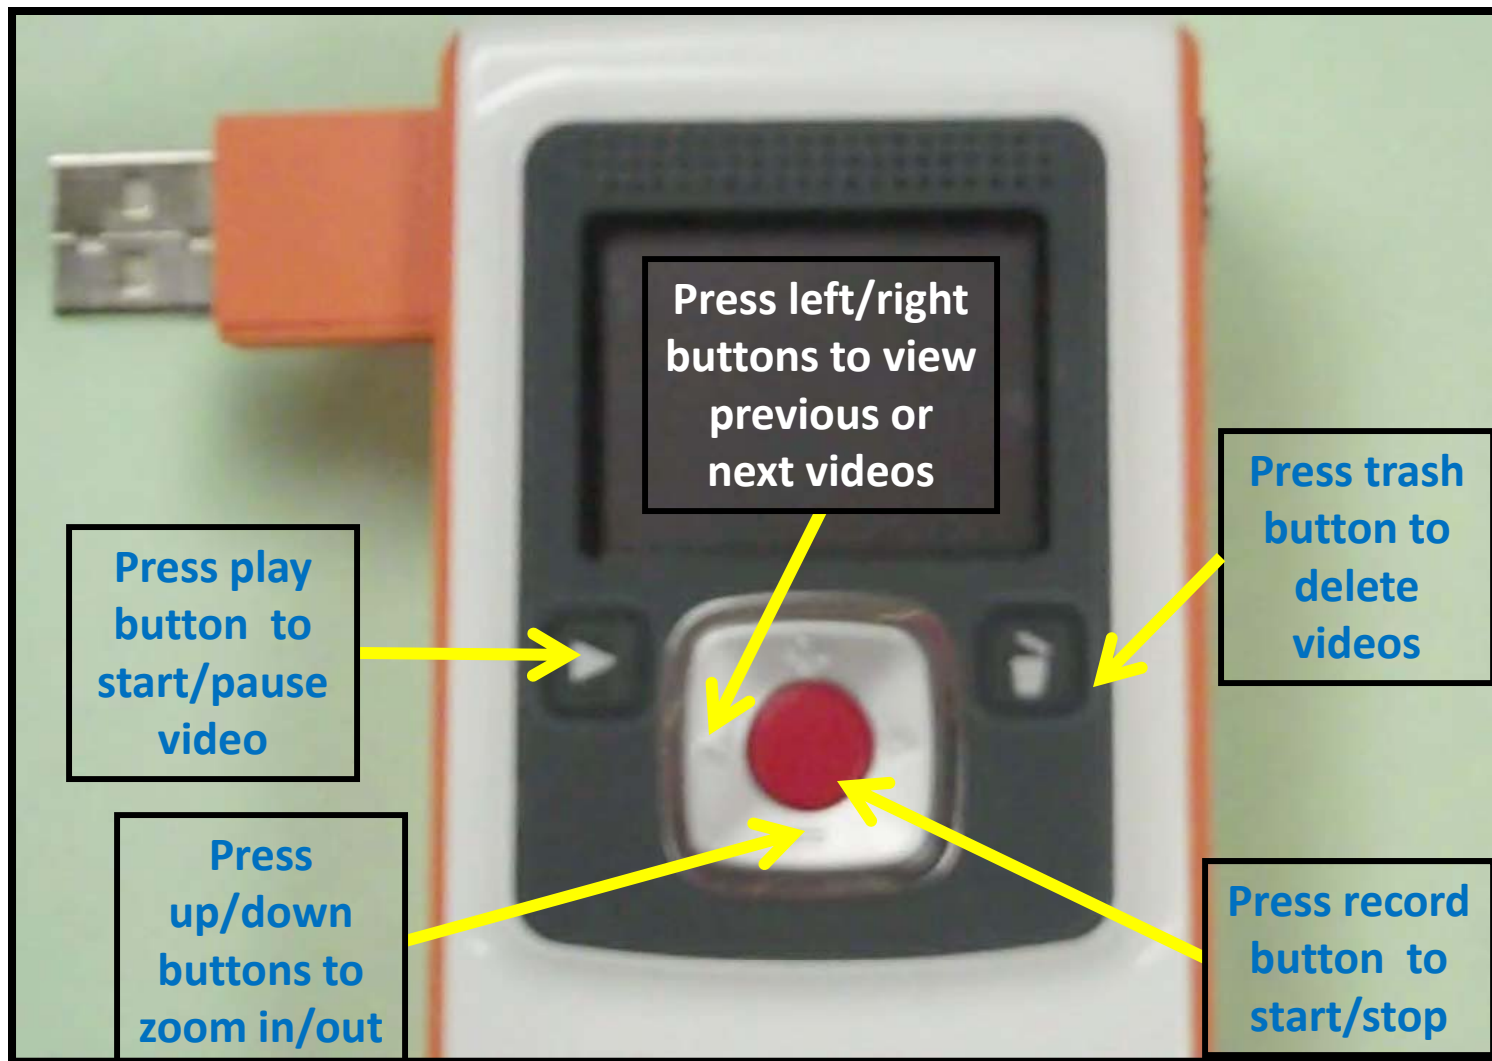 Press left/right
buttons to view
previous or
next videos
Press trash
button to
delete
videos
Press play
button to
start/pause
video
Press
up/down
buttons to
zoom in/out
Press record
button to
start/stop